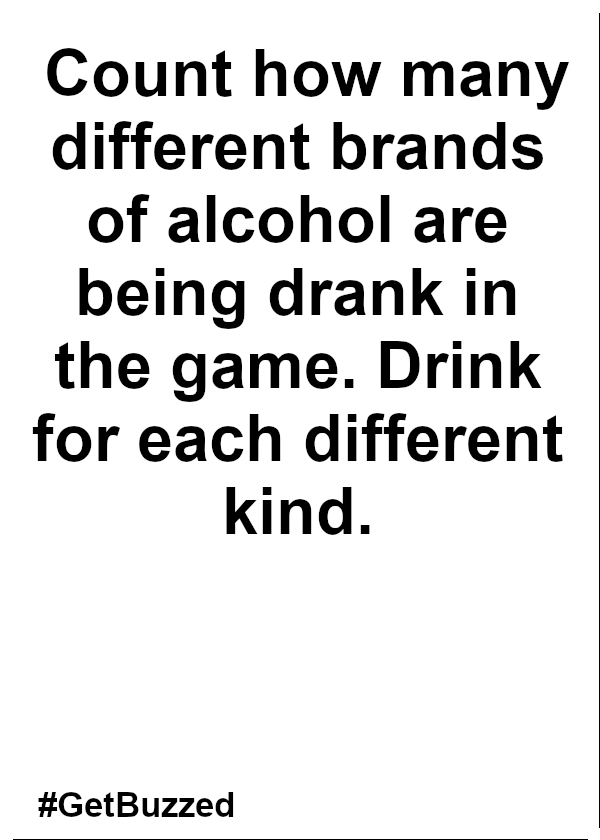 Count how many
different brands
of alcohol are
being drank in
the game. Drink
for each different
kind.
#GetBuzzed